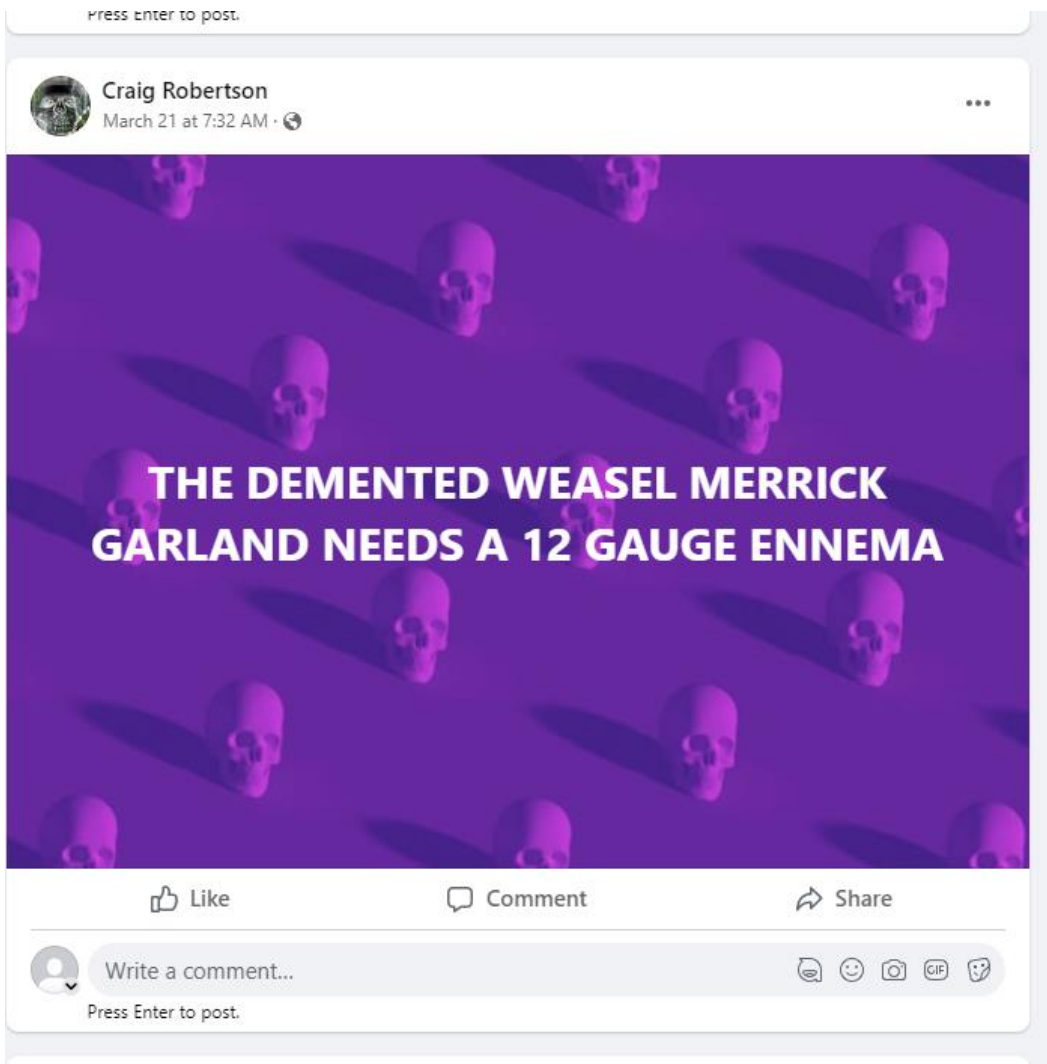 Press Enter to post.
Craig Robertson
March 21 at 7:32 AM ·
THE DEMENTED WEASEL MERRICK
GARLAND NEEDS A 12 GAUGE ENNEMA
Like
Comment
Share
Write a comment...
GIF
Press Enter to post.